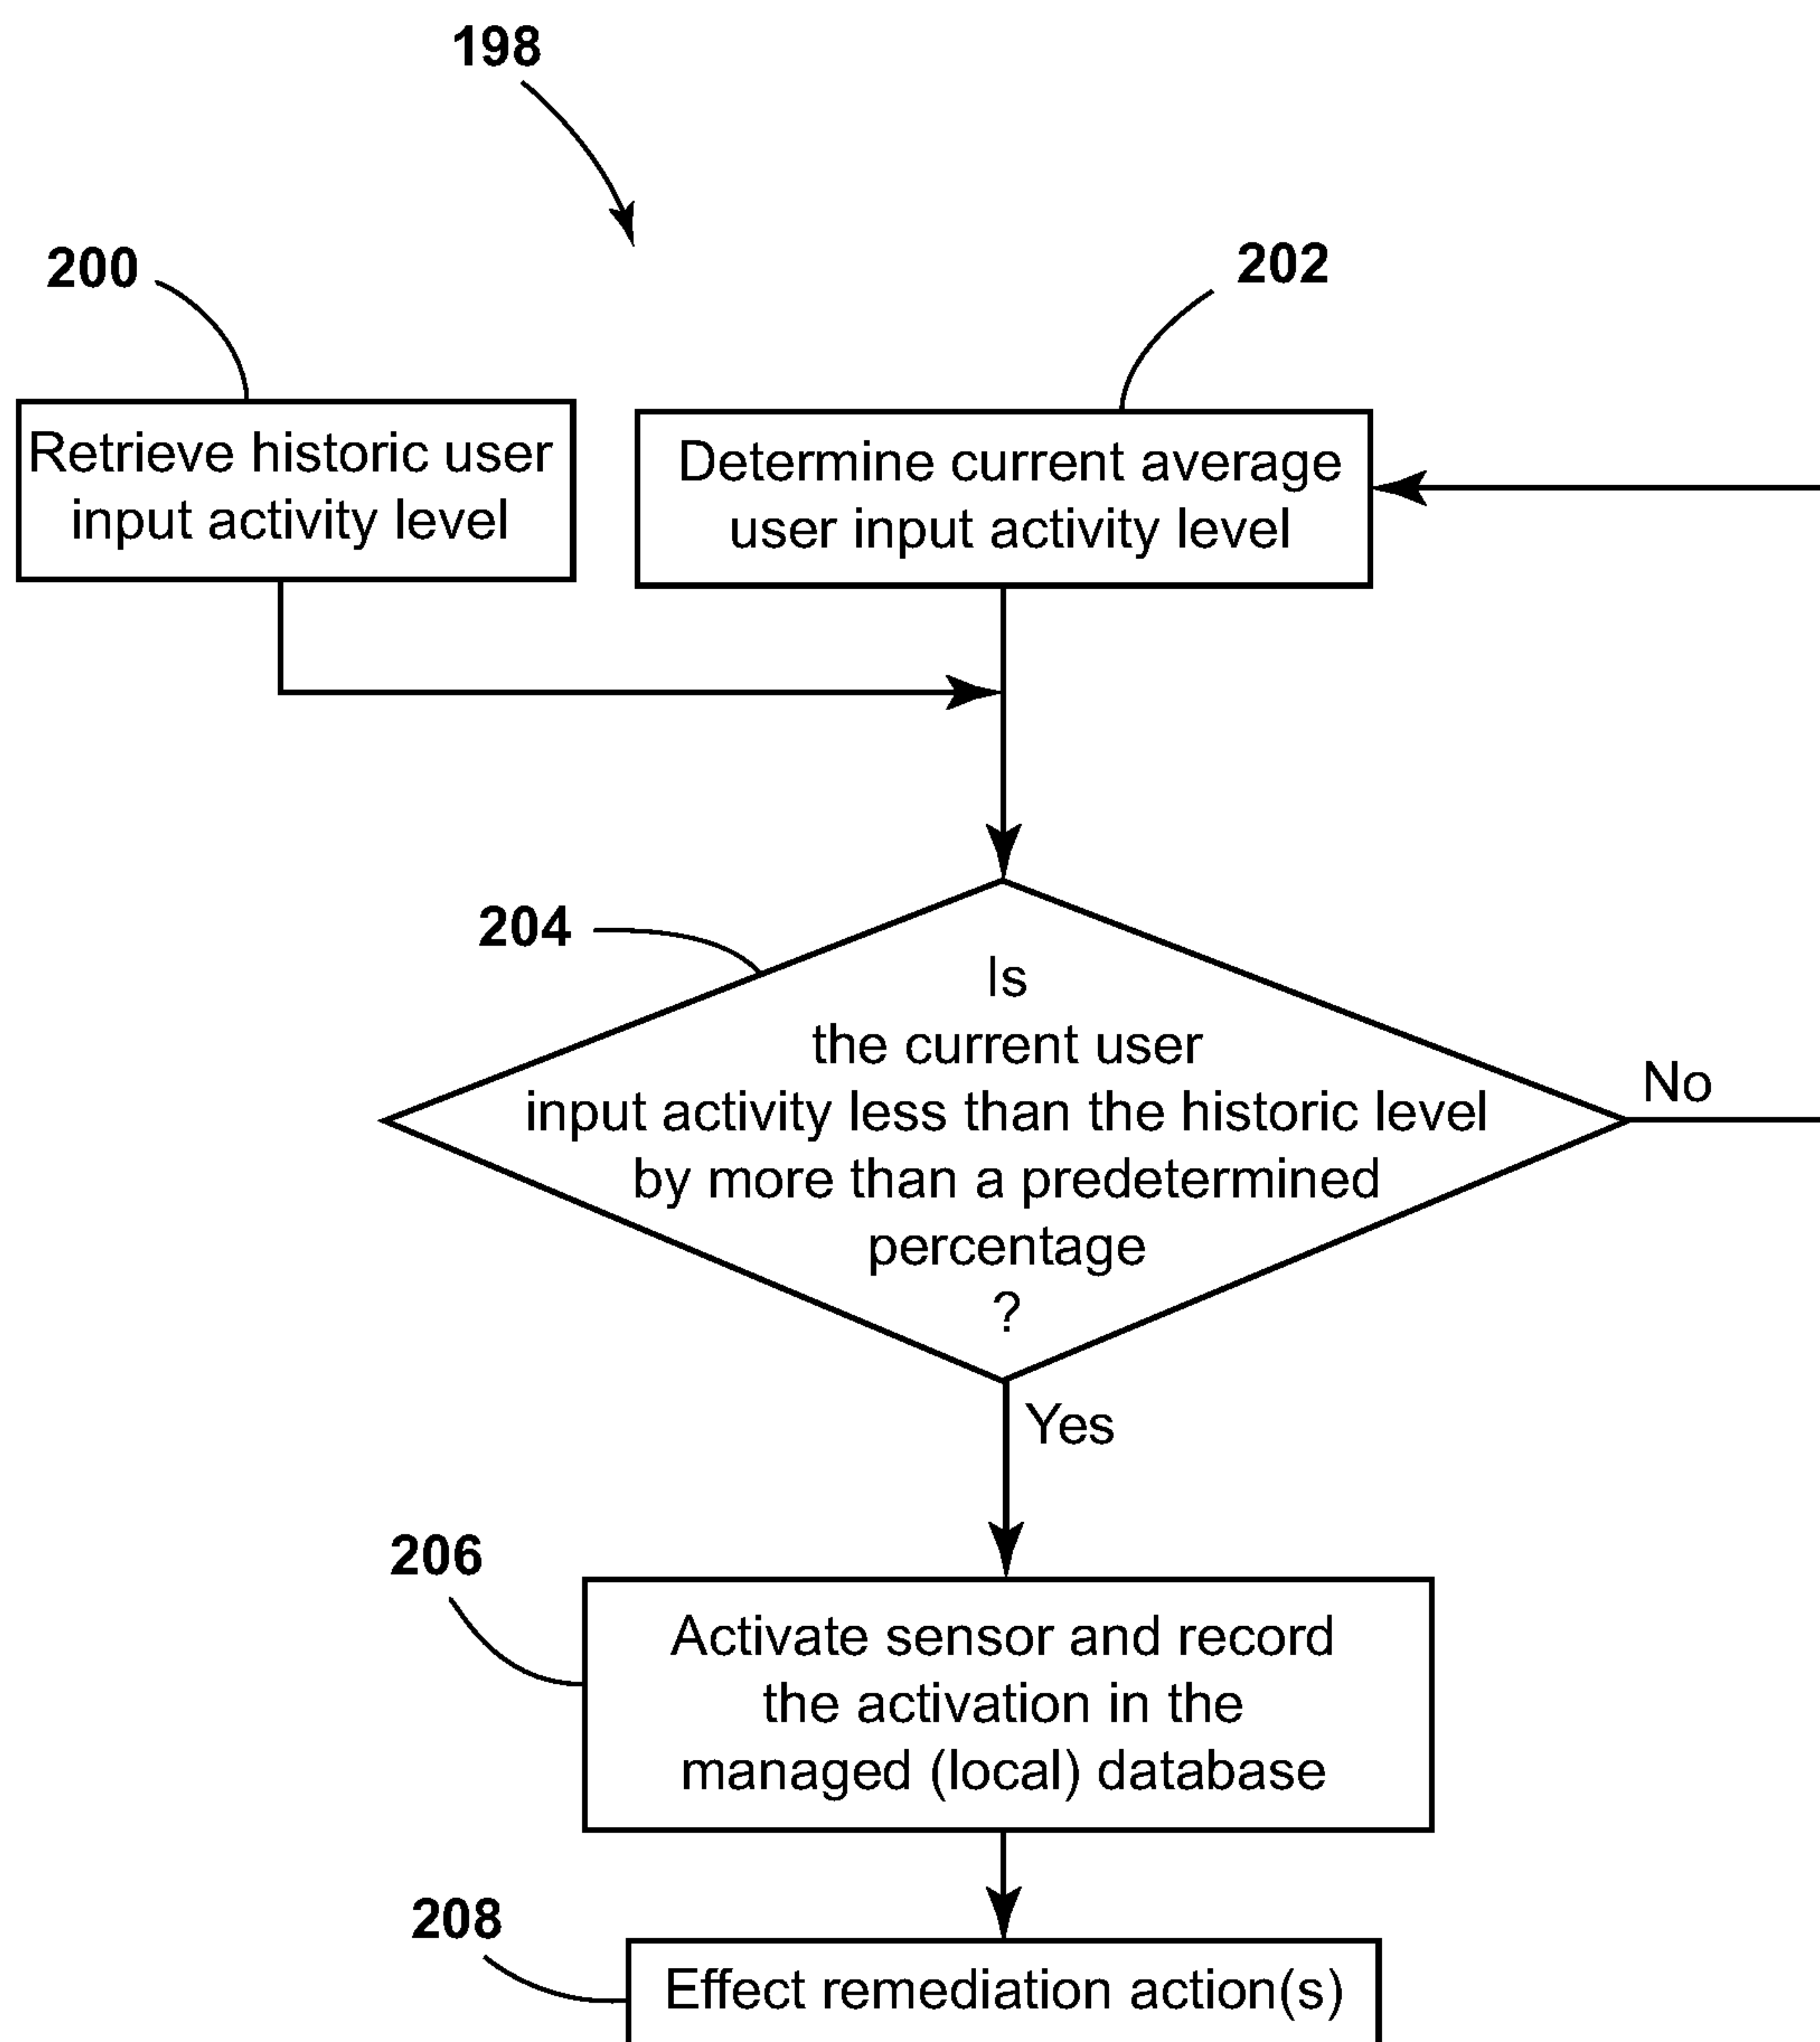 198
200
202
Retrieve historic user
input activity level
Determine current average
user input activity level
204
Is
the current user
input activity less than the historic level
by more than a predetermined
percentage
?
No
Yes
206
Activate sensor and record
the activation in the
managed (local) database
208
Effect remediation action(s)